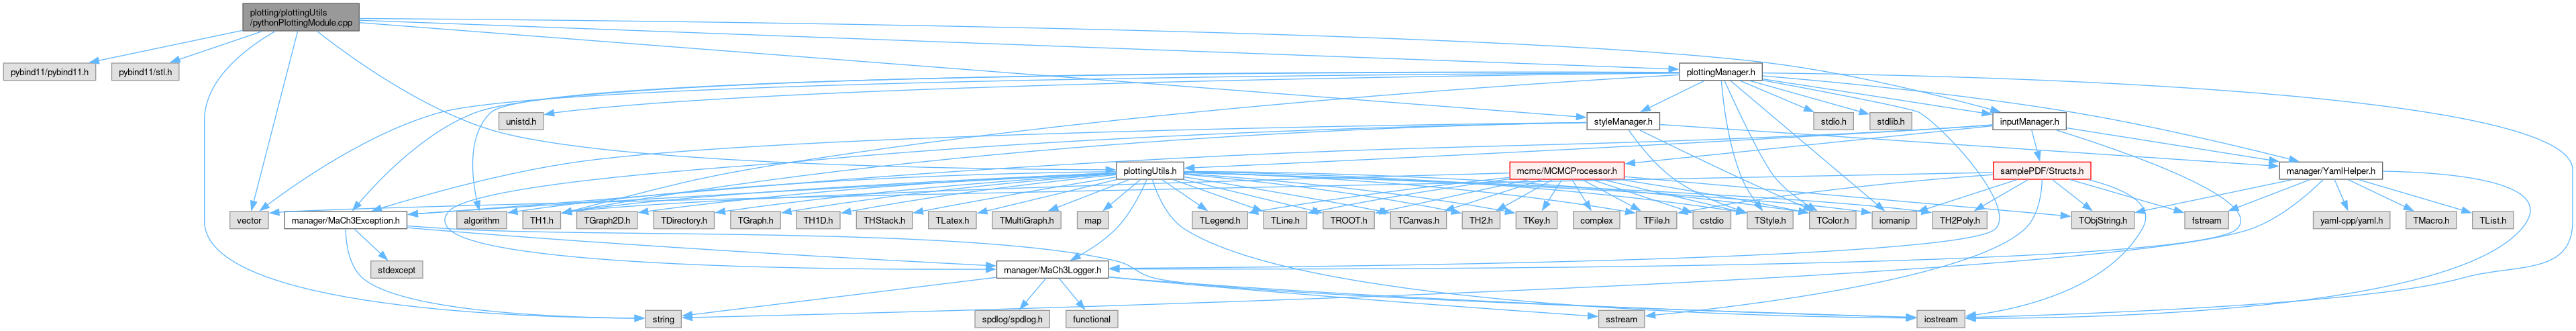 plotting/plottingUtils
/pythonPlottingModule.cpp
pybind11/pybind11.h
pybind11/stl.h
plottingManager.h
unistd.h
styleManager.h
stdio.h
stdlib.h
inputManager.h
plottingUtils.h
mcmc/MCMCProcessor.h
samplePDF/Structs.h
manager/YamlHelper.h
vector
manager/MaCh3Exception.h
algorithm
TH1.h
TGraph2D.h
TDirectory.h
TGraph.h
TH1D.h
THStack.h
TLatex.h
TMultiGraph.h
map
TLegend.h
TLine.h
TROOT.h
TCanvas.h
TH2.h
TKey.h
complex
TFile.h
cstdio
TStyle.h
TColor.h
iomanip
TH2Poly.h
TObjString.h
fstream
yaml-cpp/yaml.h
TMacro.h
TList.h
stdexcept
manager/MaCh3Logger.h
string
spdlog/spdlog.h
functional
sstream
iostream